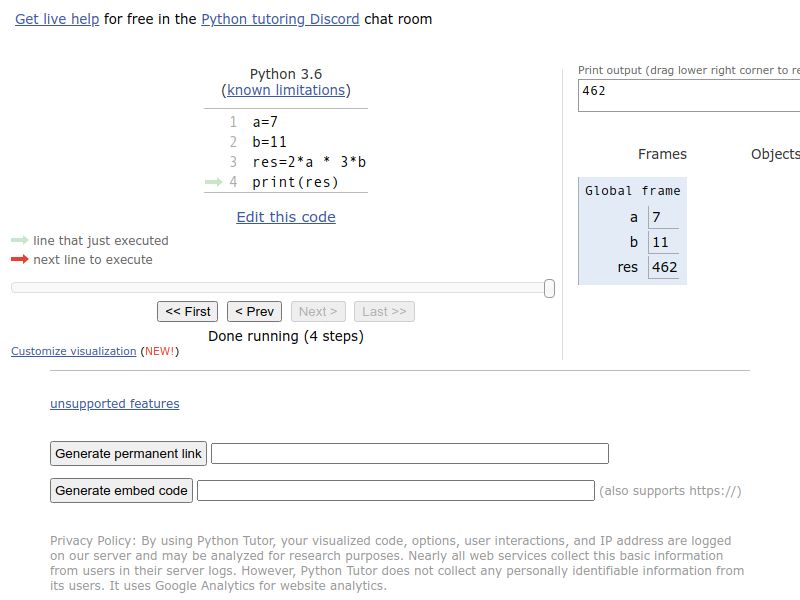 Get live help for free in the Python tutoring Discord chat room
Python 3.6
(known limitations)
1 a=7
2 b=11
3 res=2*a * 3*b
4 print(res)
Edit this code
line that just executed
next line to execute
<< First < Prev Next > Last >>
Done running (4 steps)
Customize visualization (NEW!)
Print output (drag lower right corner to re
462
Frames Objects
Global frame
a 7
b 11
res 462
unsupported features
Generate permanent link
Generate embed code (also supports https://)
Privacy Policy: By using Python Tutor, your visualized code, options, user interactions, and IP address are logged
on our server and may be analyzed for research purposes. Nearly all web services collect this basic information
from users in their server logs. However, Python Tutor does not collect any personally identifiable information from
its users. It uses Google Analytics for website analytics.